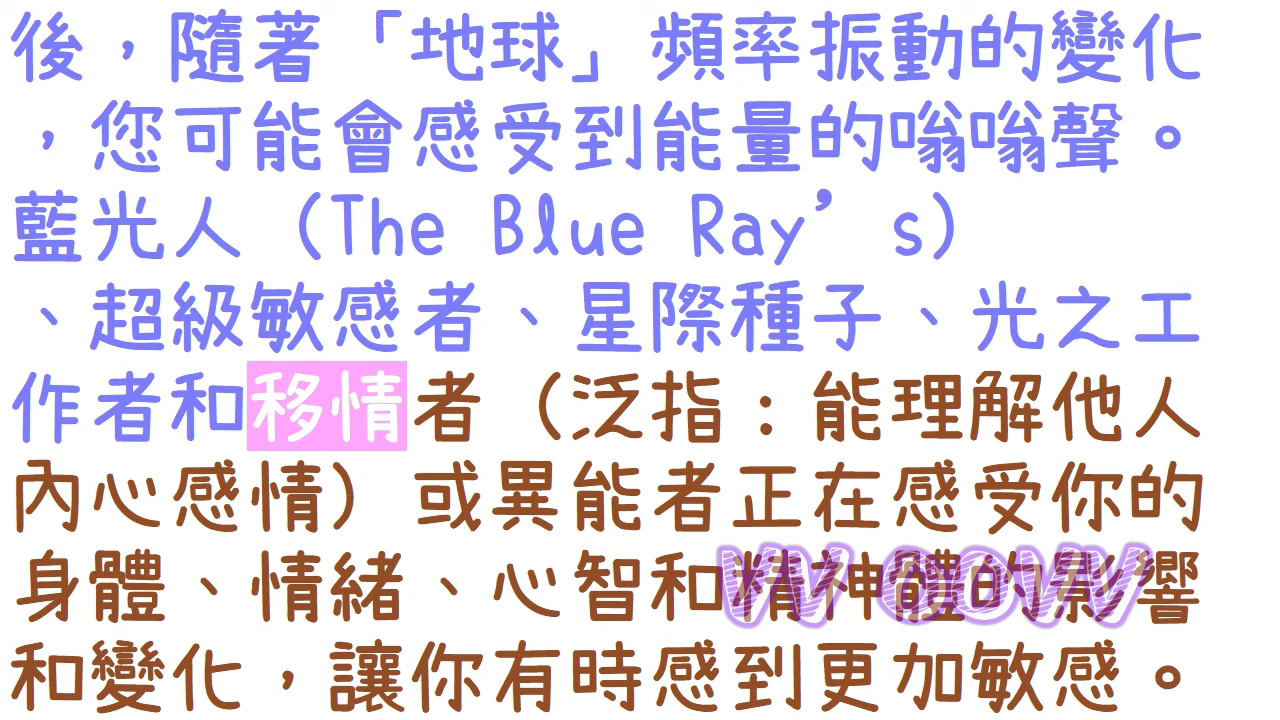 後，隨著「地球」頻率振動的變化
，您可能會感受到能量的嗡嗡聲。
藍光人（The Blue Ray’s）
、超級敏感者、星際種子、光之工
作者和移情者（泛指：能理解他人
內心感情）或異能者正在感受你的
身體、情緒、心智和精神體的影響
和變化，讓你有時感到更加敏感。